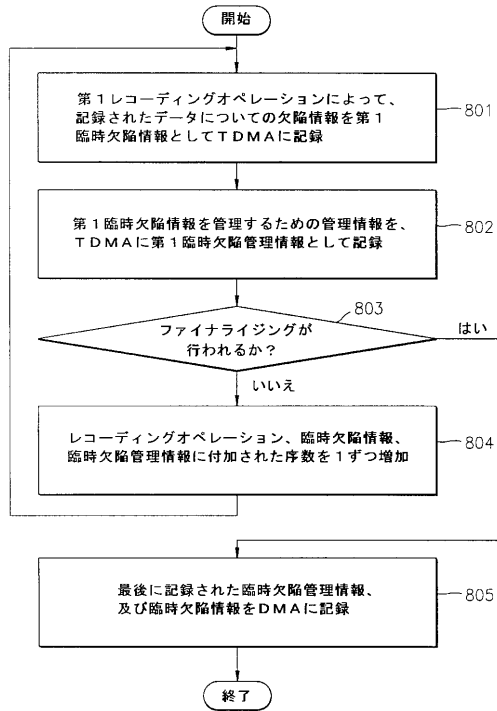 開始
第1レコーディングオペレーションによって、
記録されたデータについての欠陥情報を第1
臨時欠陥情報としてTDMAに記録
801
第1臨時欠陥情報を管理するための管理情報を、
TDMAに第1臨時欠陥管理情報として記録
802
803
ファイナライジングが
行われるか?
はい
いいえ
レコーディングオペレーション、臨時欠陥情報、
臨時欠陥管理情報に付加された序数を1ずつ増加
804
最後に記録された臨時欠陥管理情報、
及び臨時欠陥情報をDMAに記録
805
終了